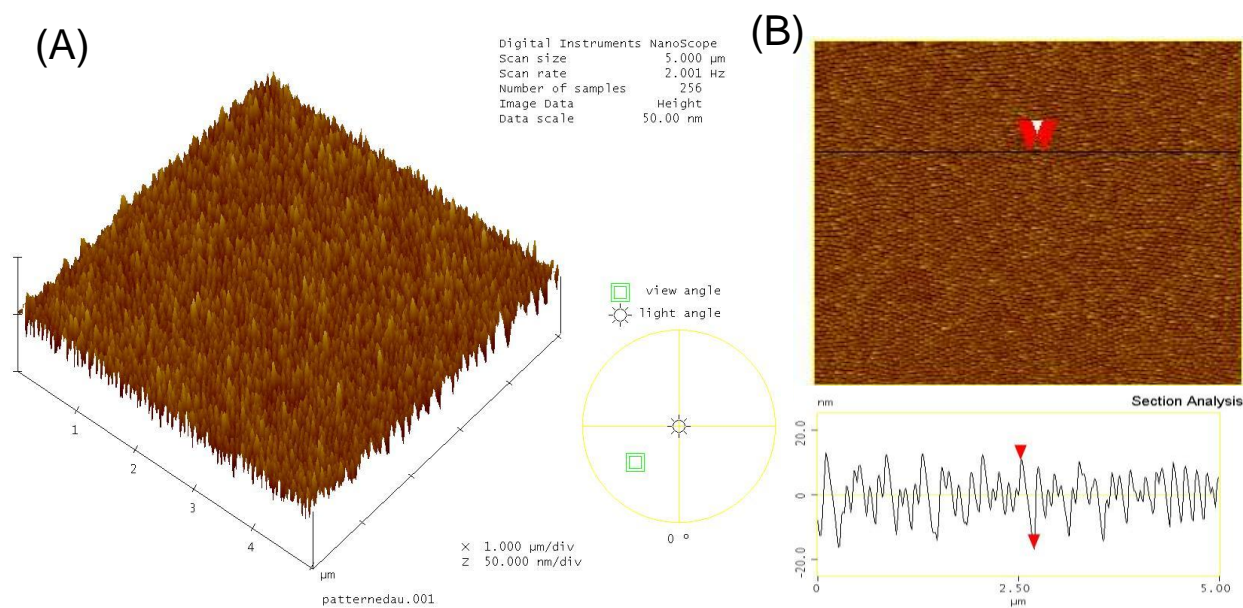 (A)
Digital Instruments NanoScope
Scan size 5.000 µm
Scan rate 2.001 Hz
Number of samples 256
Image Data Height
Data scale 50.00 nm
view angle
light angle
0 º
1
2
3
4
µm
X 1.000 µm/div
Z 50.000 nm/div
patternedau.001
(B)
nm
Section Analysis
20.0
0
-20.0
0
2.50
5.00
µm